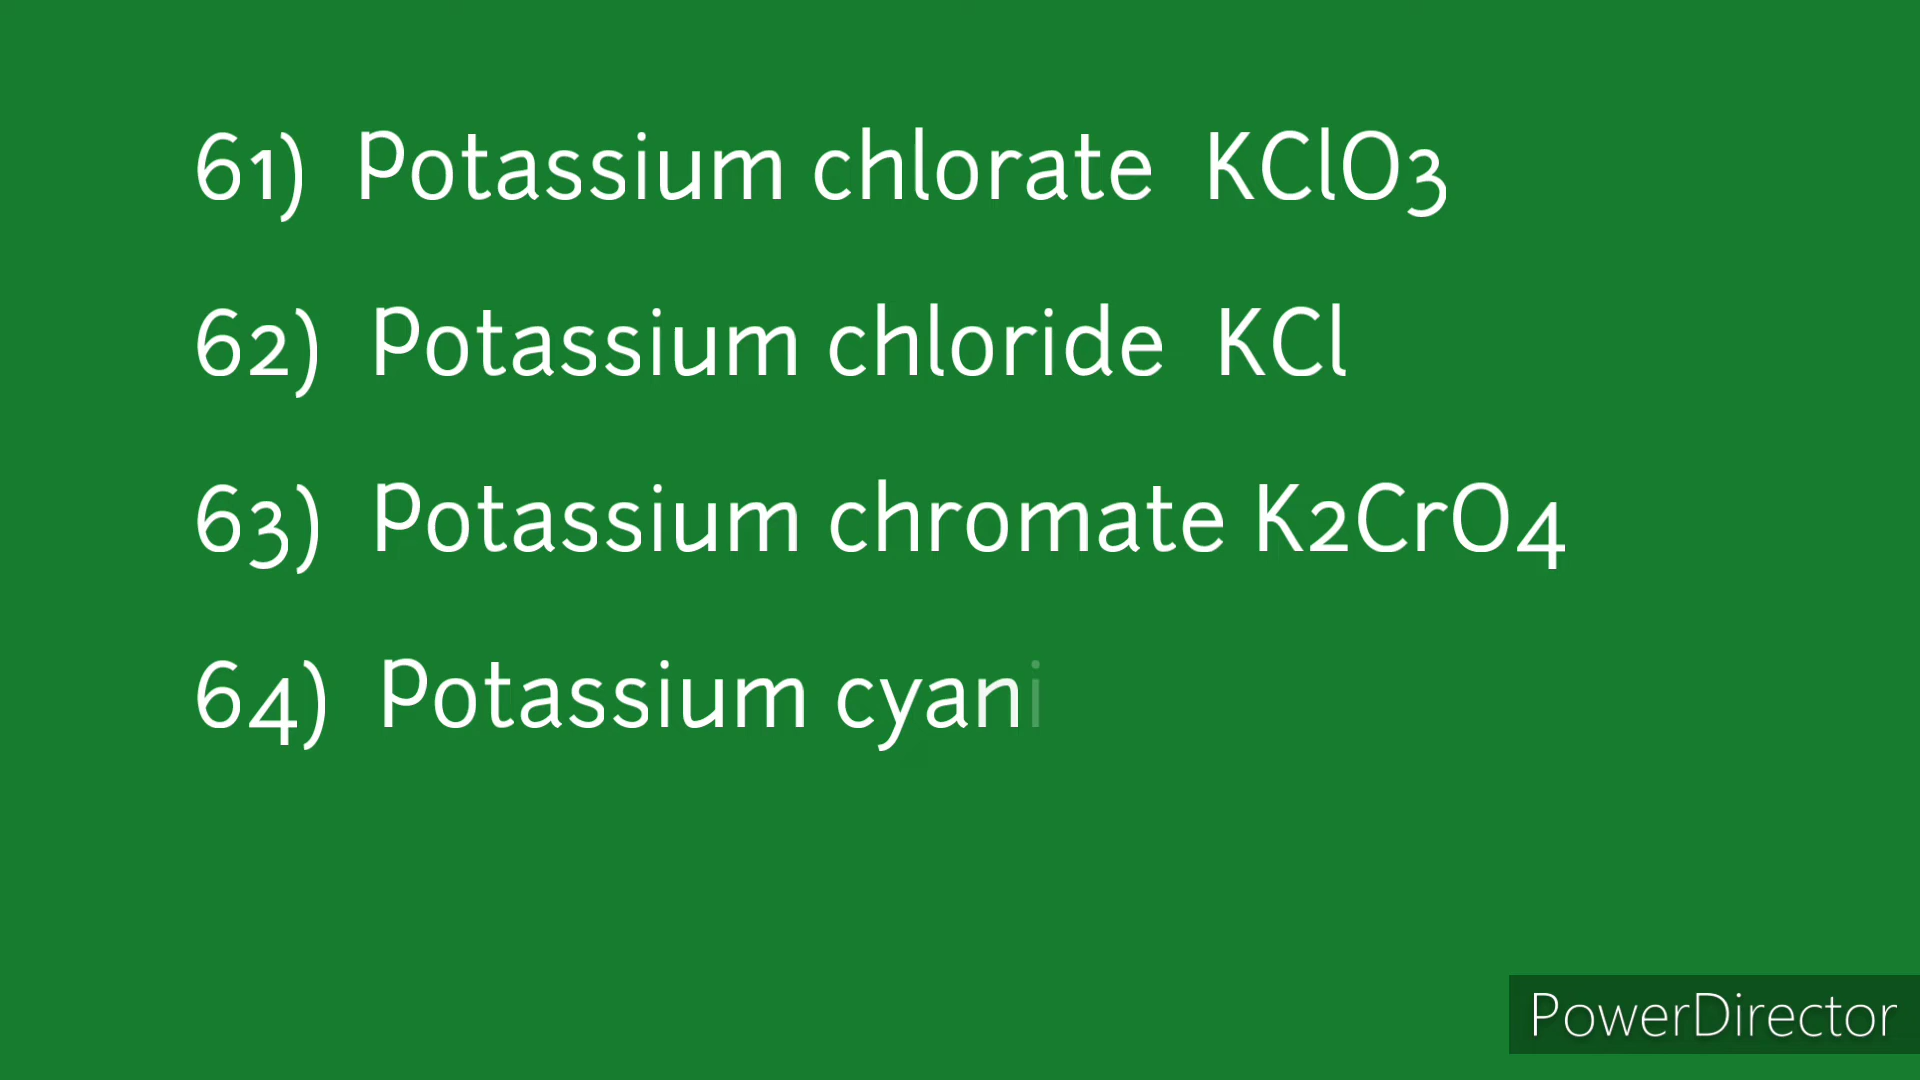 61) Potassium chlorate KClO3
62) Potassium chloride KCl
63) Potassium chromate K2CrO4
64) Potassium cyani
PowerDirector